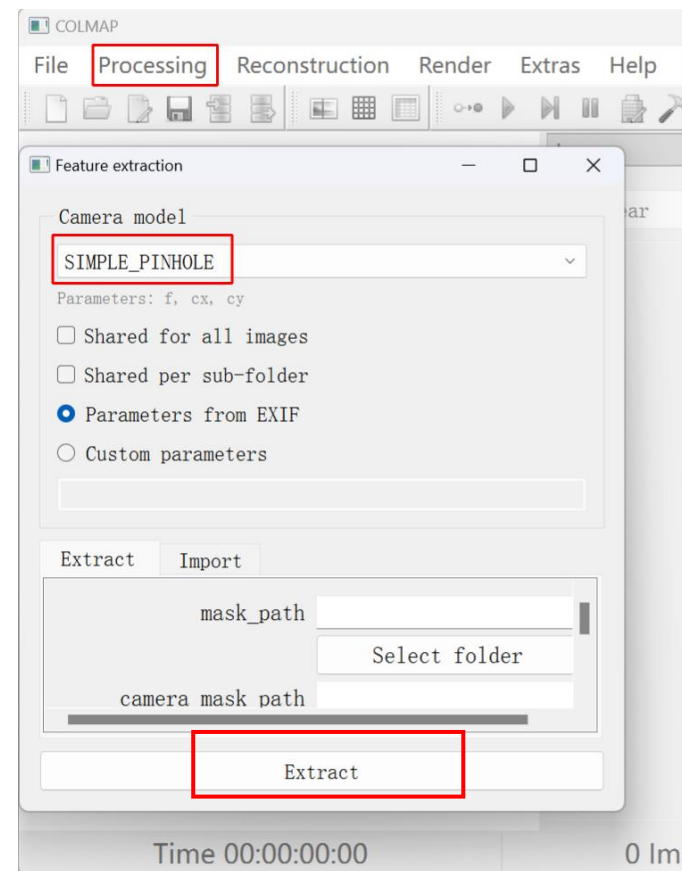 COLMAP
File Processing Reconstruction Render Extras Help
Feature extraction
Camera model
SIMPLE_PINHOLE
Parameters: f, cx, cy
Shared for all images
Shared per sub-folder
Parameters from EXIF
Custom parameters
Extract Import
mask_path
Select folder
camera mask path
Extract
Time 00:00:00:00
0 Im